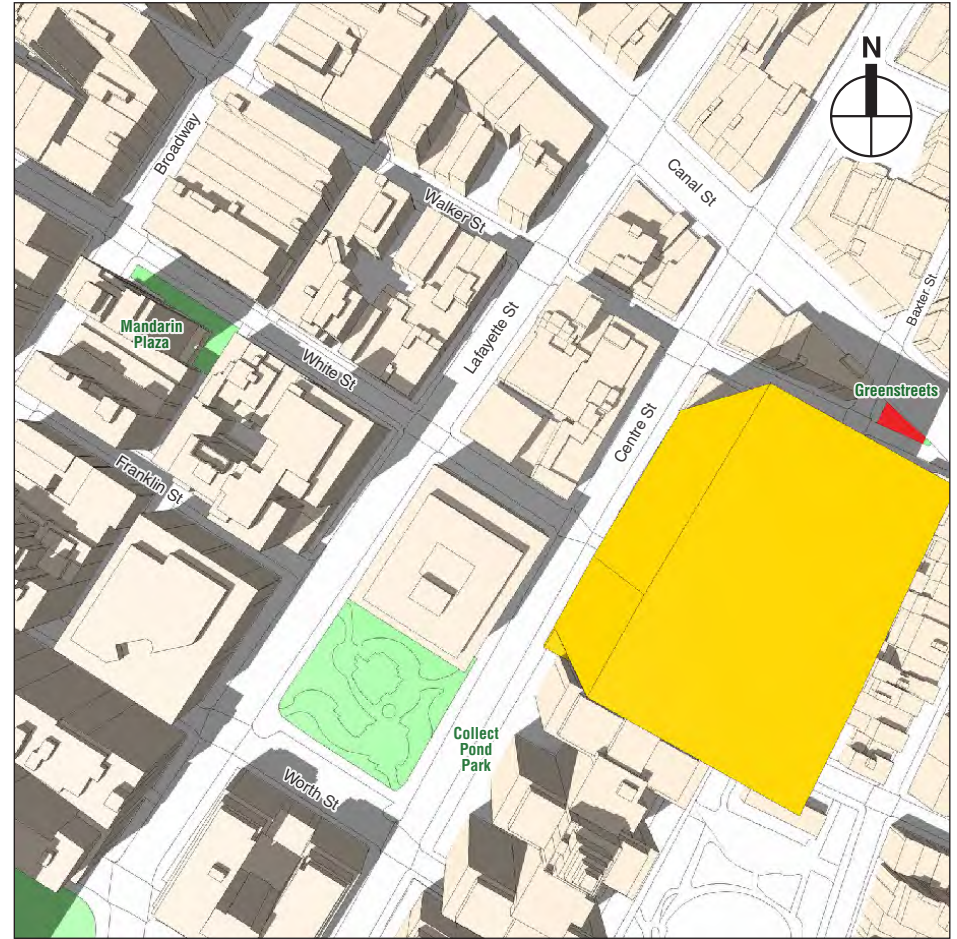 N
Broadway
Canal St
Walker St
Baxter St
Mandarin
Plaza
Lafayette St
White St
Greenstreets
Centre St
Franklin St
Collect
Pond
Park
Worth St